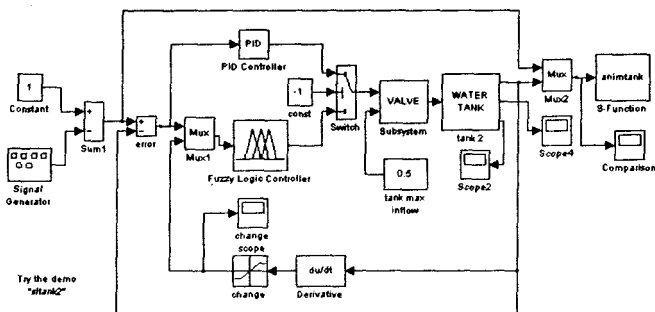 PID
PID Controller
1
Constant
+
-
Sum1
+
-
error
Mux
Mux1
-1
const
Switch
VALVE
Subsystem
WATER
TANK
tank 2
Mux
Mux2
animtank
S-Function
Signal
Generator
Fuzzy Logic Controller
0.5
tank max
inflow
Scope2
Scope4
Comparison
change
scope
change
du/dt
Derivative
Try the demo
"sltank2"